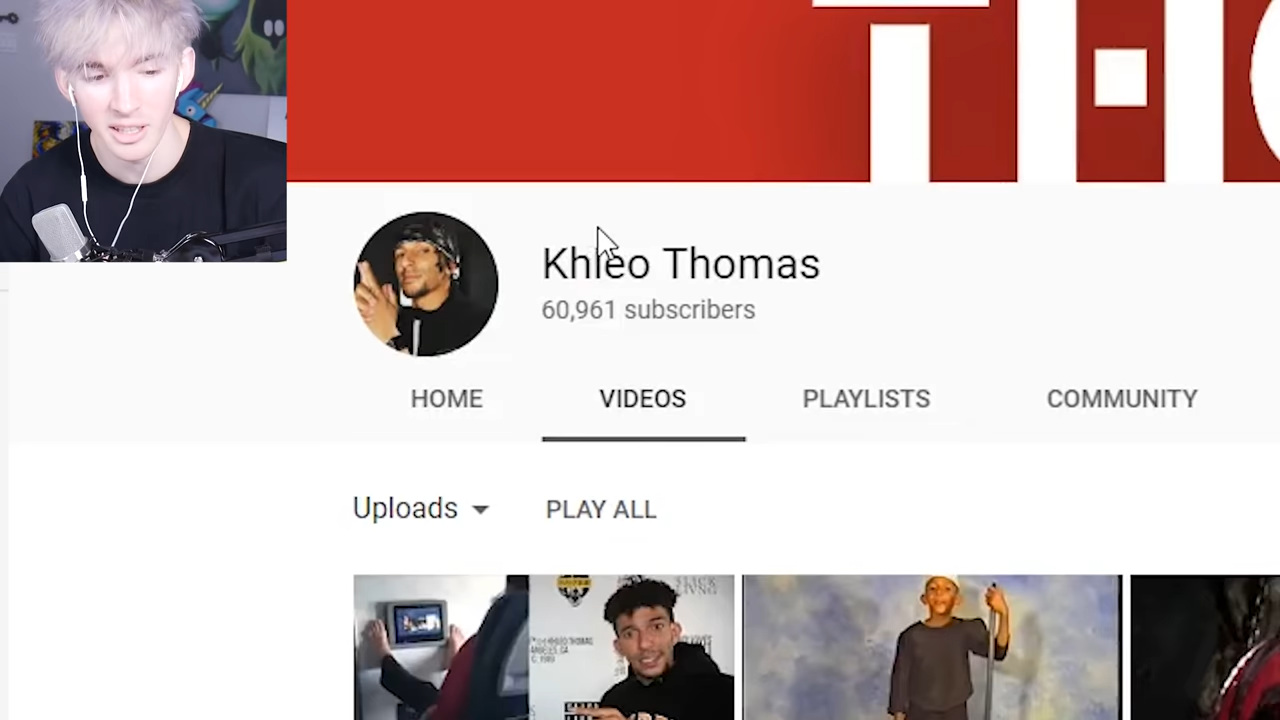 Khleo Thomas
60,961 subscribers
HOME VIDEOS PLAYLISTS COMMUNITY
Uploads PLAY ALL